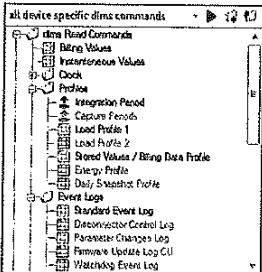 all device specific dlms commands
dlms Read Commands
Billing Values
Instantaneous Values
Clock
Profiles
Integration Period
Capture Periods
Load Profile 1
Load Profile 2
Stored Values / Billing Data Profile
Energy Profile
Daily Snapshot Profile
Event Logs
Standard Event Log
Disconnector Control Log
Parameter Changes Log
Firmware Update Log CU
Watchdog Event Log